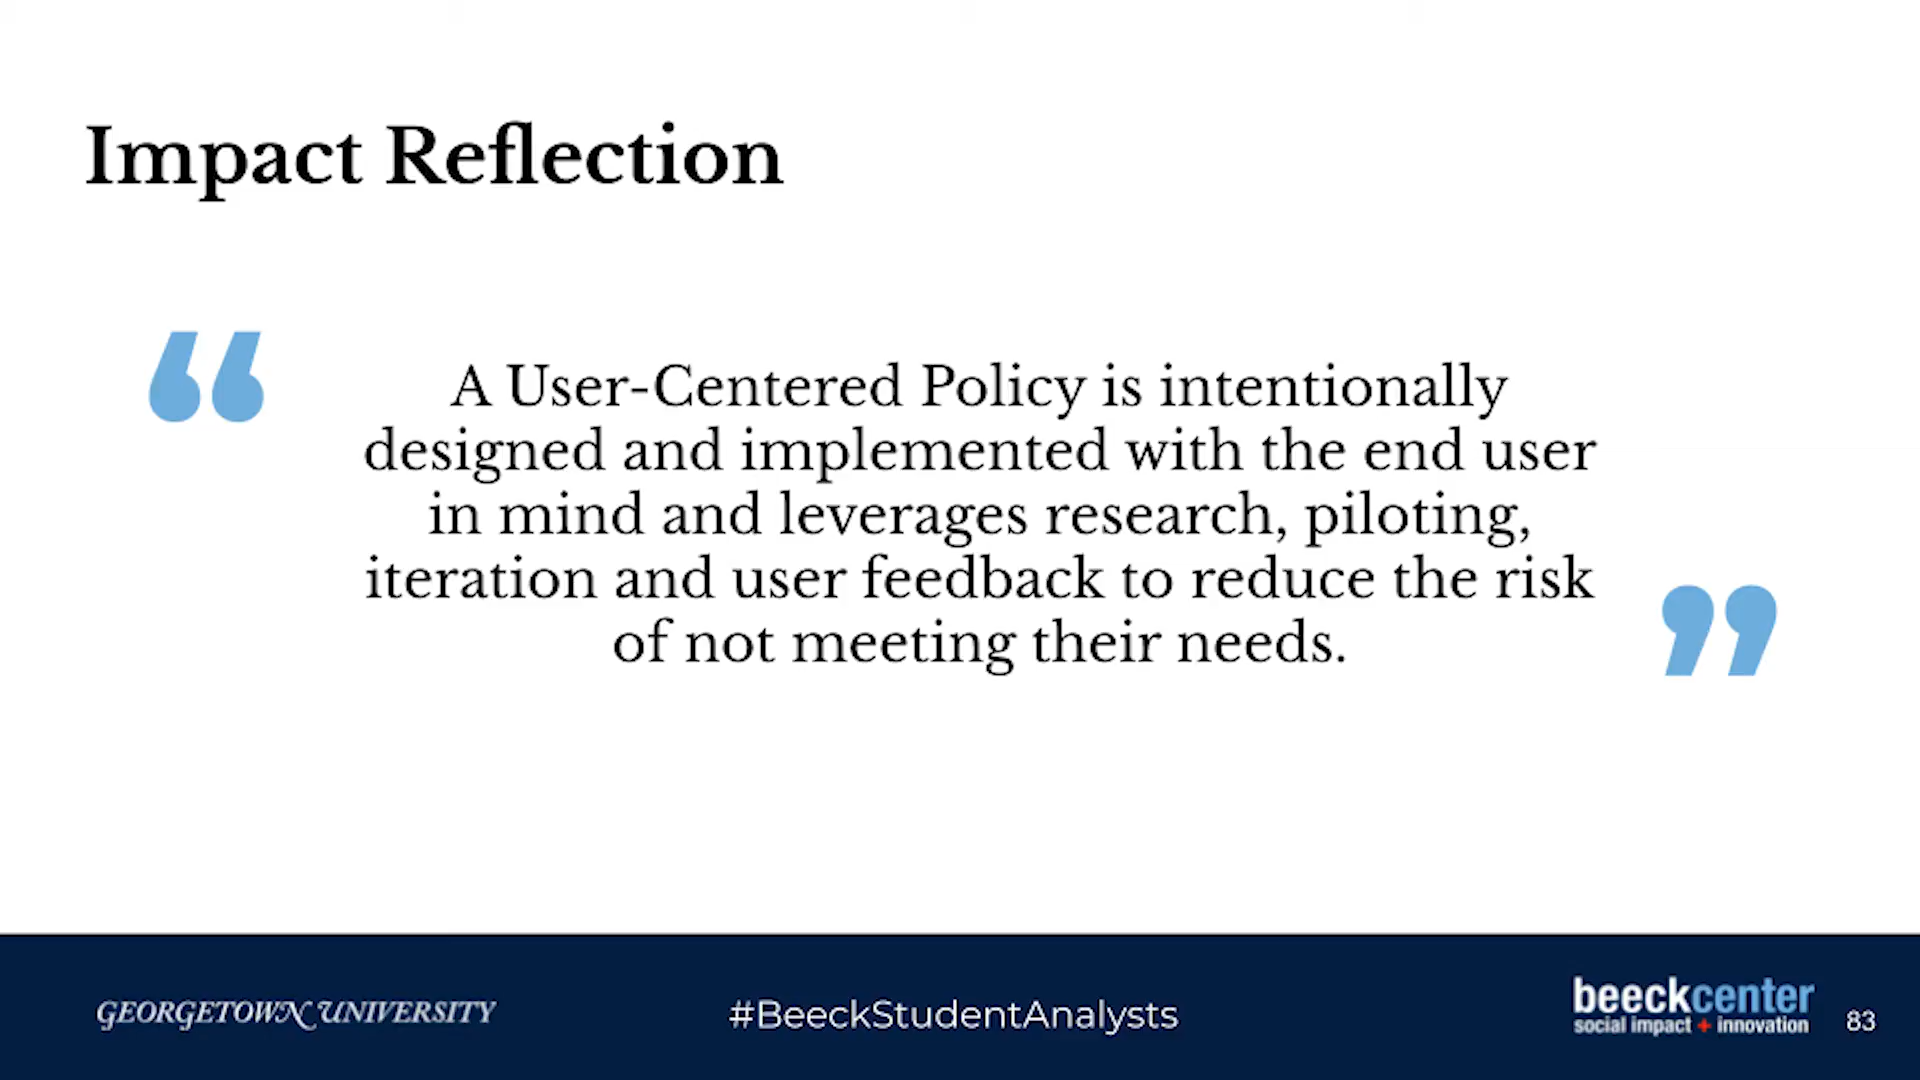 Impact Reflection
“
A User-Centered Policy is intentionally
designed and implemented with the end user
in mind and leverages research, piloting,
iteration and user feedback to reduce the risk
of not meeting their needs.
”
GEORGETOWN UNIVERSITY
#BeeckStudentAnalysts
beeckcenter
social impact + innovation
83